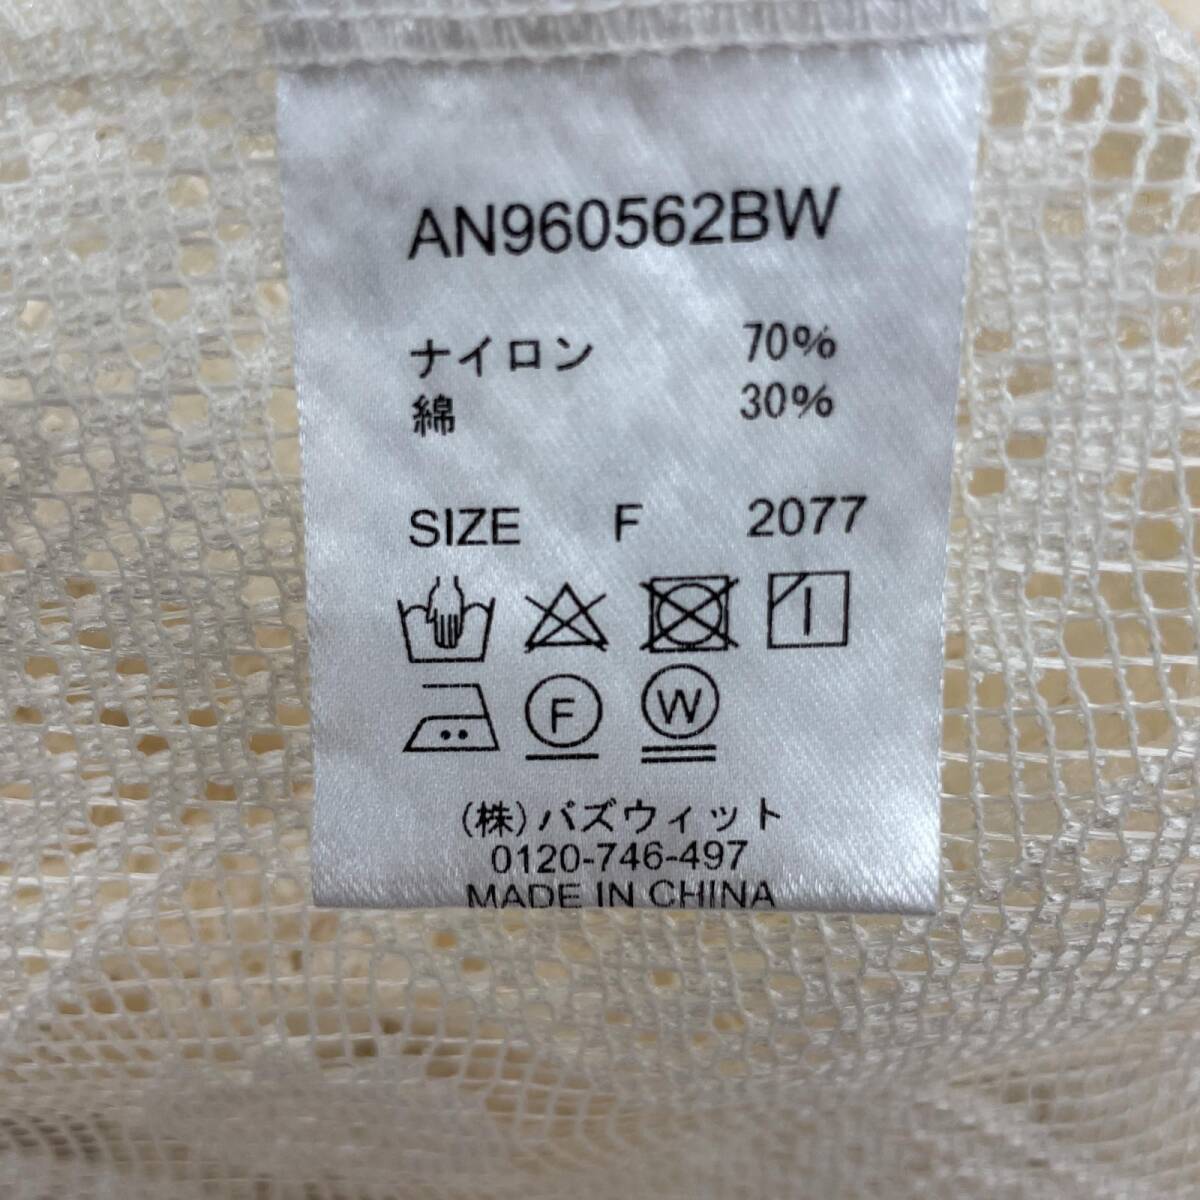 AN960562BW
ナイロン 70%
綿 30%
SIZE F 2077
F W
(株)バズウィット
0120-746-497
MADE IN CHINA